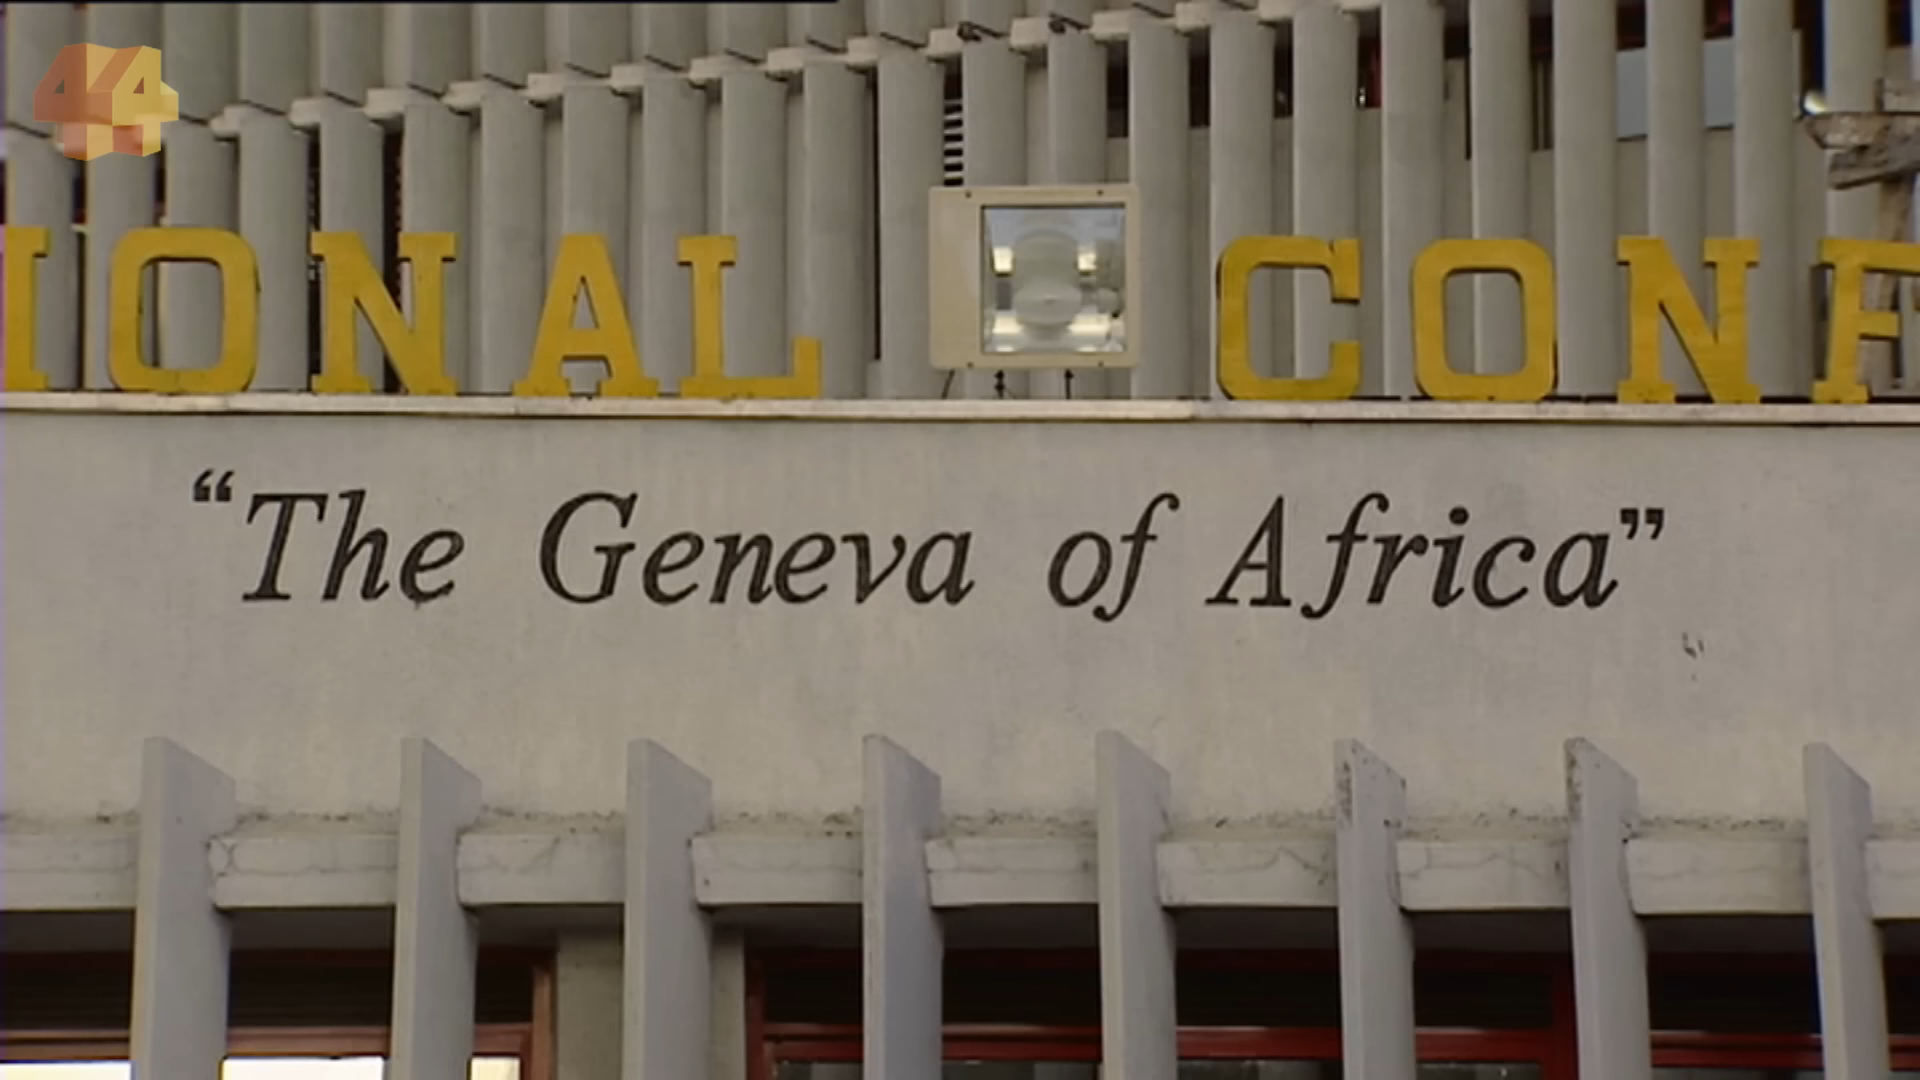 44
IONAL CONF
“The Geneva of Africa”